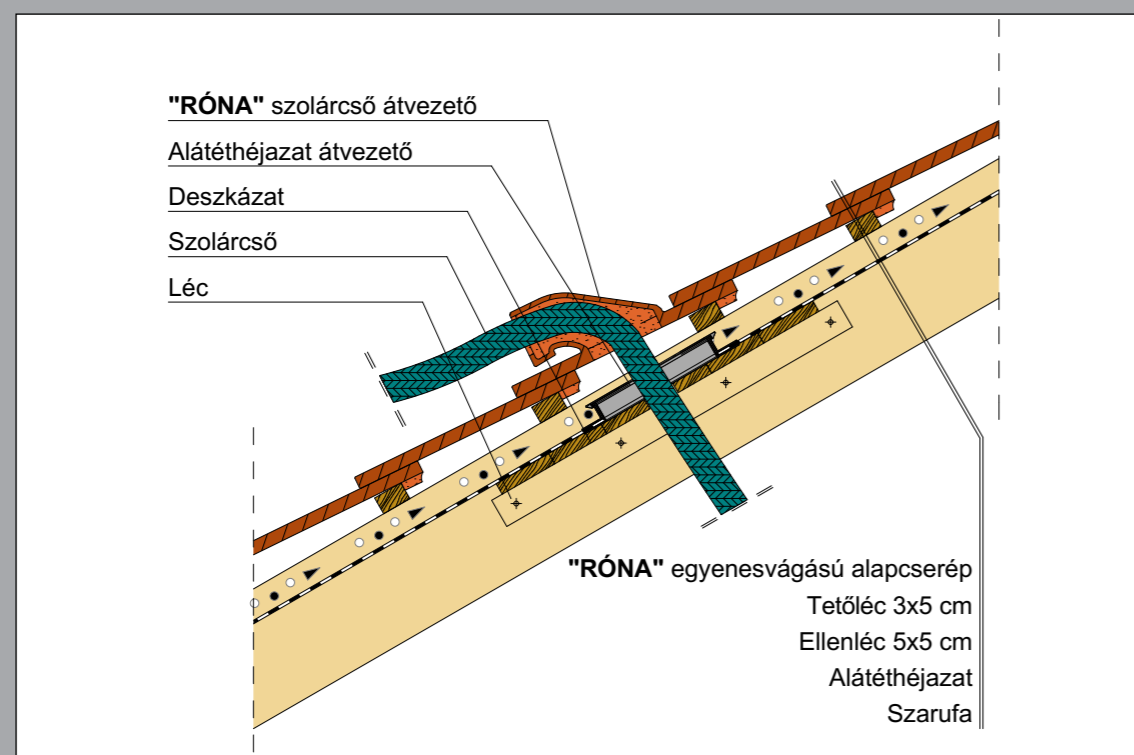 "RÓNA" szolárcső átvezető
Alátéthéjazat átvezető
Deszkázat
Szolárcső
Léc
"RÓNA" egyenesvágású alapcserép
Tetőléc 3x5 cm
Ellenléc 5x5 cm
Alátéthéjazat
Szarufa